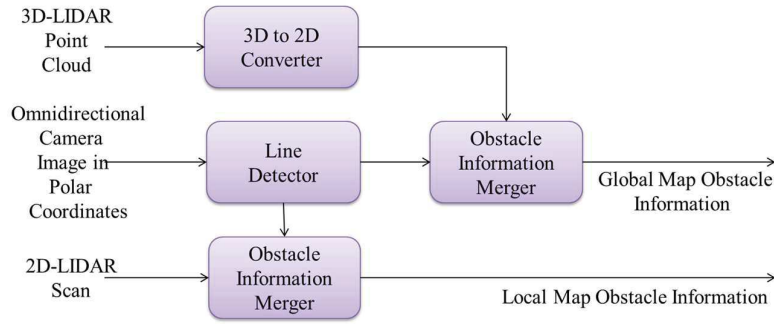 3D-LIDAR
Point
Cloud
3D to 2D
Converter
Omnidirectional
Camera
Image in
Polar
Coordinates
Line
Detector
Obstacle
Information
Merger
Global Map Obstacle
Information
2D-LIDAR
Scan
Obstacle
Information
Merger
Local Map Obstacle Information